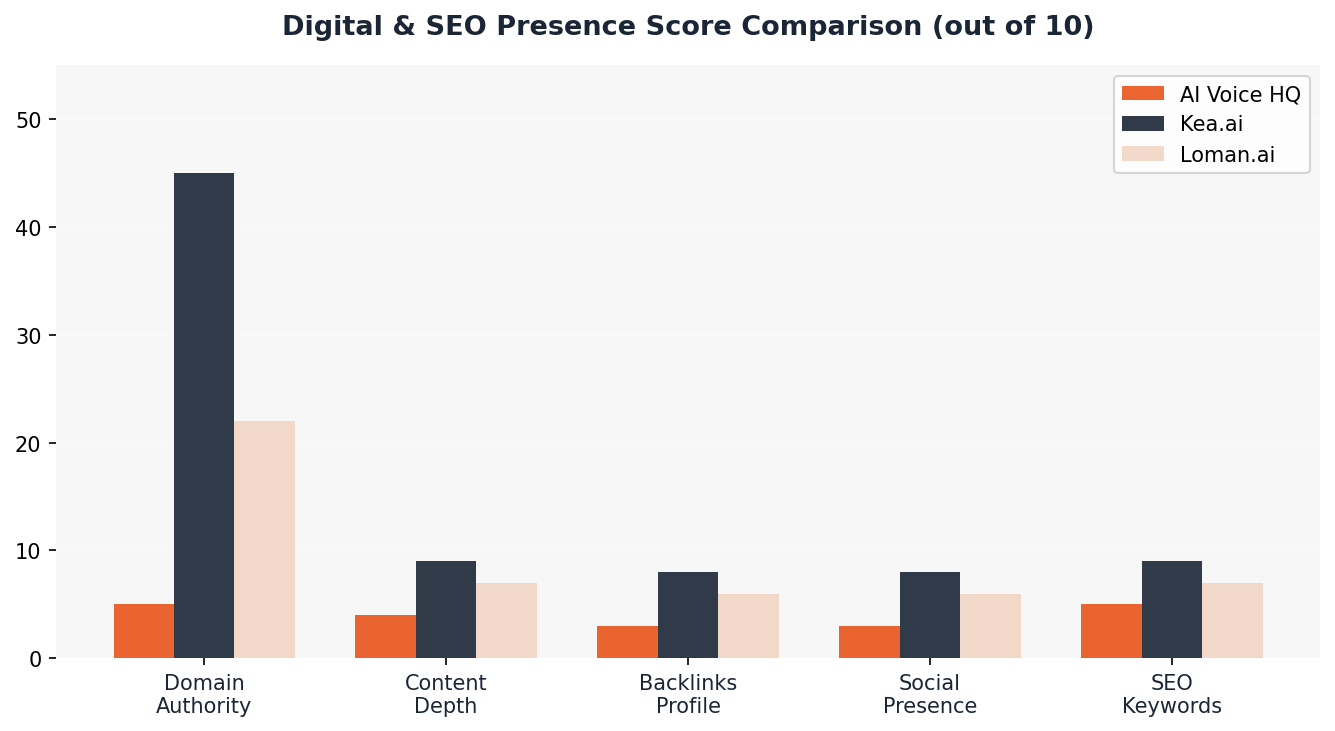 Digital & SEO Presence Score Comparison (out of 10)
AI Voice HQ
Kea.ai
Loman.ai
50
40
30
20
10
0
Domain
Authority
Content
Depth
Backlinks
Profile
Social
Presence
SEO
Keywords